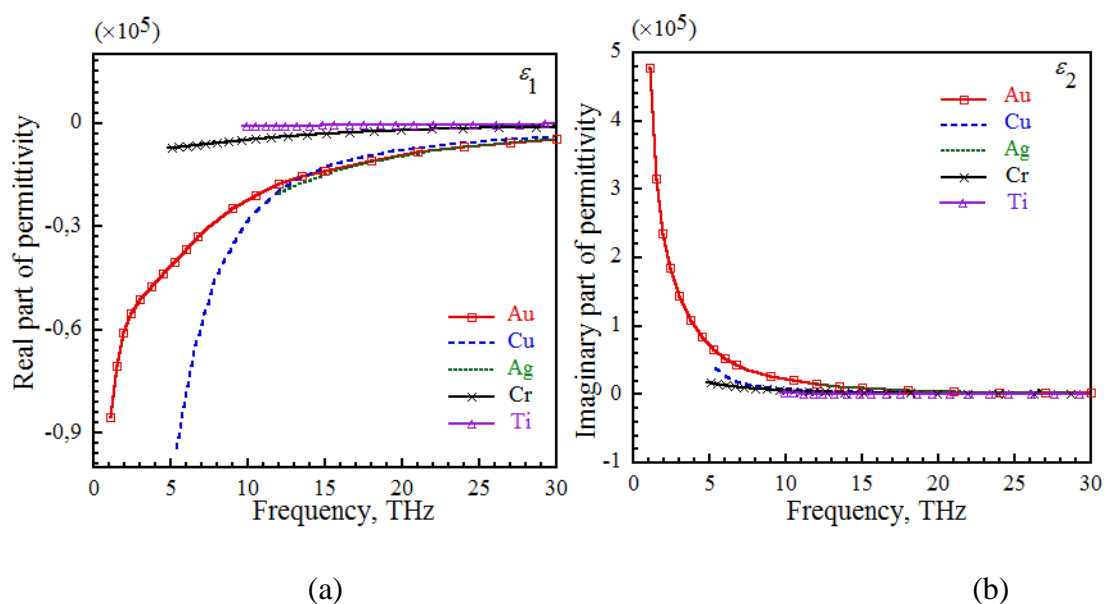 (×10⁵)
ε₁
Real part of permittivity
0
-0,3
-0,6
-0,9
Au
Cu
Ag
Cr
Ti
0 5 10 15 20 25 30
Frequency, THz
(a)
(×10⁵)
ε₂
Imaginary part of permittivity
5
4
3
2
1
0
-1
Au
Cu
Ag
Cr
Ti
0 5 10 15 20 25 30
Frequency, THz
(b)